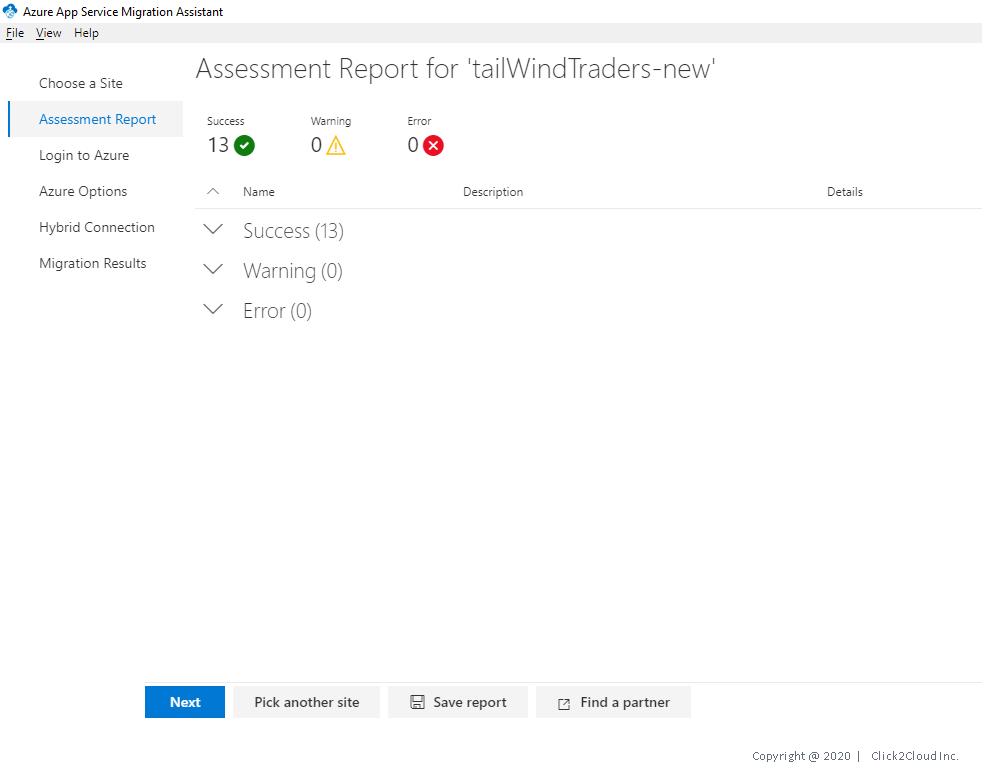 Azure App Service Migration Assistant
File View Help
Choose a Site
Assessment Report
Login to Azure
Azure Options
Hybrid Connection
Migration Results
Assessment Report for 'tailWindTraders-new'
Success Warning Error
13 0 0
Name Description Details
Success (13)
Warning (0)
Error (0)
Next Pick another site Save report Find a partner
Copyright @ 2020 | Click2Cloud Inc.